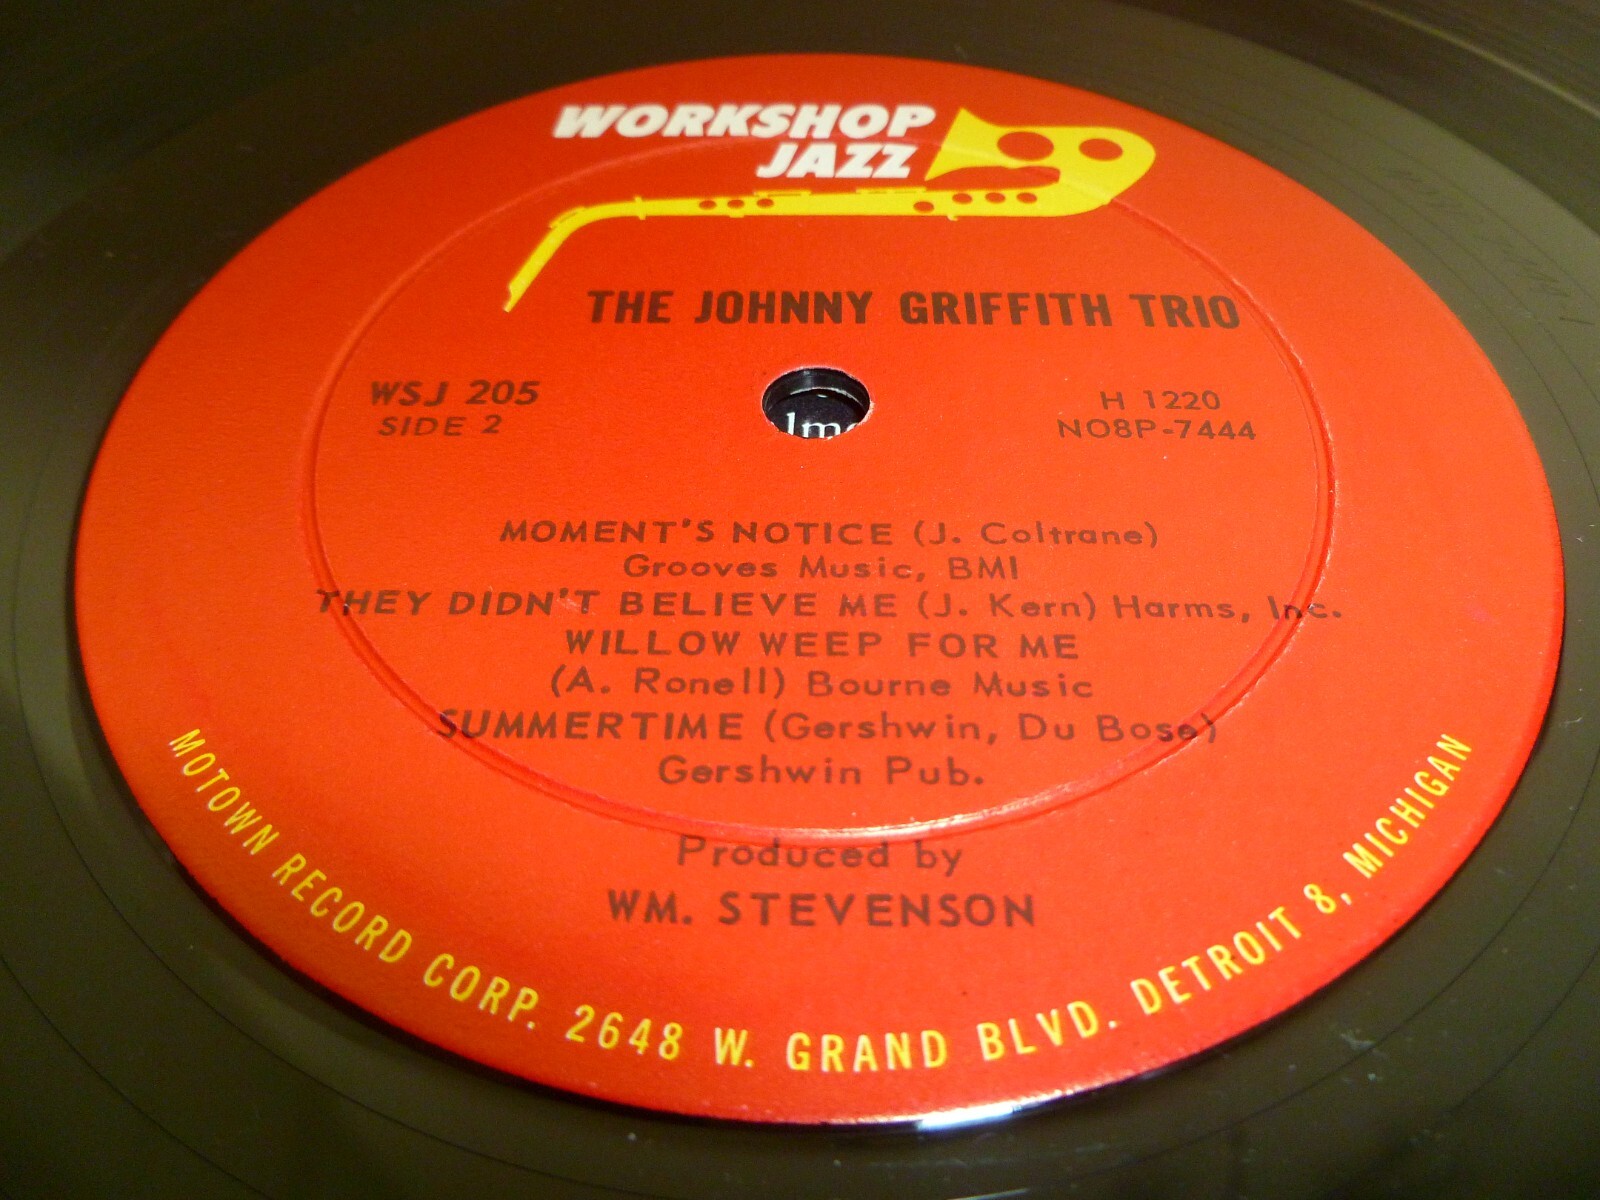 WORKSHOP
JAZZ
THE JOHNNY GRIFFITH TRIO
WSJ 205
SIDE 2
H 1220
NO8P-7444
MOMENT'S NOTICE (J. Coltrane)
Grooves Music, BMI
THEY DIDN'T BELIEVE ME (J. Kern) Harms, Inc.
WILLOW WEEP FOR ME
(A. Ronell) Bourne Music
SUMMERTIME (Gershwin, Du Bose)
Gershwin Pub.
Produced by
WM. STEVENSON
MOTOWN RECORD CORP. 2648 W. GRAND BLVD. DETROIT 8, MICHIGAN